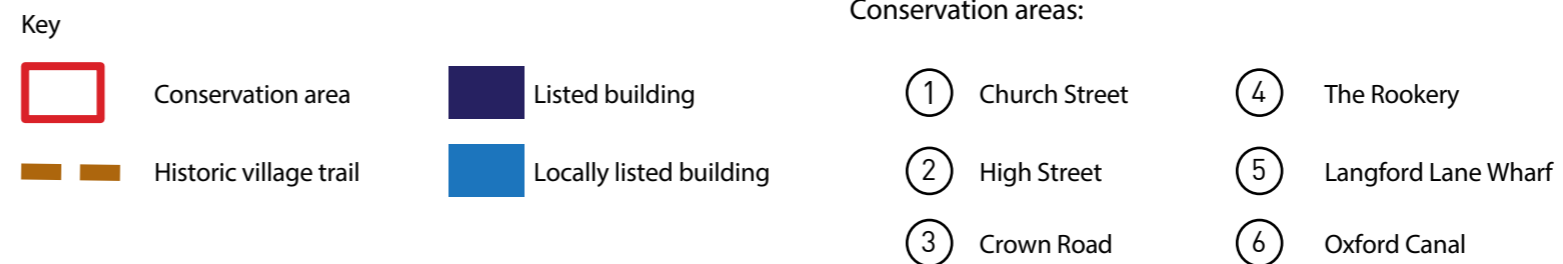 Key
Conservation area
Historic village trail
Listed building
Locally listed building
Conservation areas:
1 Church Street
2 High Street
3 Crown Road
4 The Rookery
5 Langford Lane Wharf
6 Oxford Canal